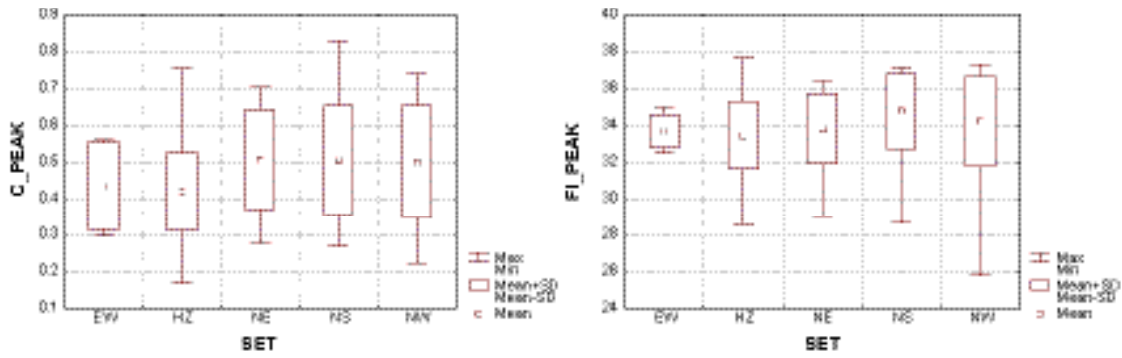 0.9
0.8
0.7
0.6
0.5
0.4
0.3
0.2
0.1
C_PEAK
EW HZ NE NS NW
SET
Max
Min
Mean+SD
Mean-SD
Mean
40
38
36
34
32
30
28
26
24
FI_PEAK
EW HZ NE NS NW
SET
Max
Min
Mean+SD
Mean-SD
Mean